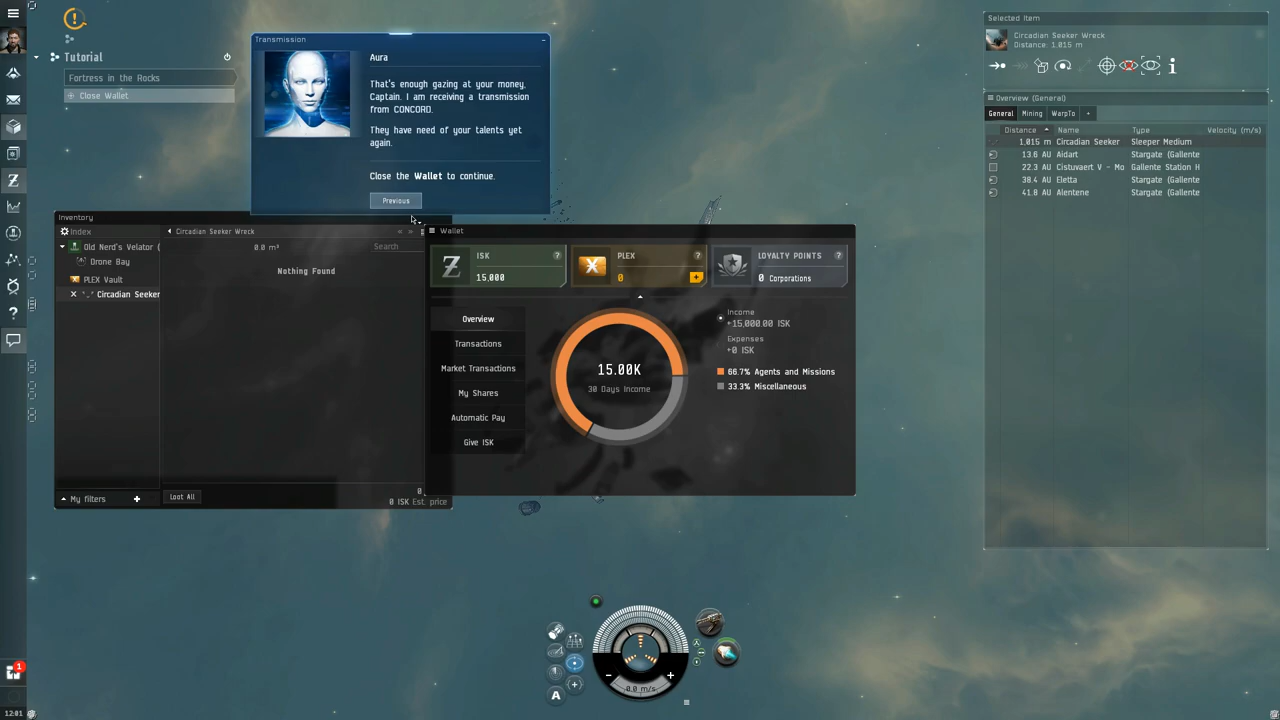 Tutorial
Fortress in the Rocks
Close Wallet
Transmission
Aura
That's enough gazing at your money,
Captain. I am receiving a transmission
from CONCORD.
They have need of your talents yet
again.
Close the Wallet to continue.
Previous
Inventory
Index
Old Nerd's Velator (
Drone Bay
PLEX Vault
Circadian Seeker
My filters
Circadian Seeker Wreck
0.0 m³
Search
Nothing Found
Loot All
0
0 ISK Est. price
Wallet
ISK
15,000
PLEX
0
LOYALTY POINTS
0 Corporations
Overview
Transactions
Market Transactions
My Shares
Automatic Pay
Give ISK
15.00K
30 Days Income
Income
+15,000.00 ISK
Expenses
+0 ISK
66.7% Agents and Missions
33.3% Miscellaneous
Selected Item
Circadian Seeker Wreck
Distance: 1,015 m
Overview (General)
General Mining WarpTo +
Distance Name Type Velocity (m/s)
1,015 m Circadian Seeker Sleeper Medium
13.6 AU Aidart Stargate (Gallente
22.3 AU Cistuvaert V - Mo Gallente Station H
38.4 AU Eletta Stargate (Gallente
41.8 AU Alentene Stargate (Gallente
0.0 m/s
A
1
12:01